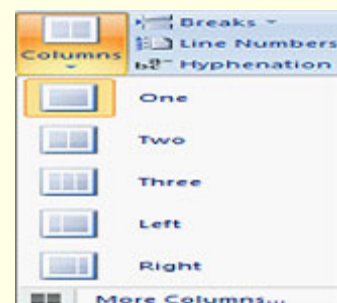 Breaks
Line Numbers
Columns
Hyphenation
One
Two
Three
Left
Right
More Columns...